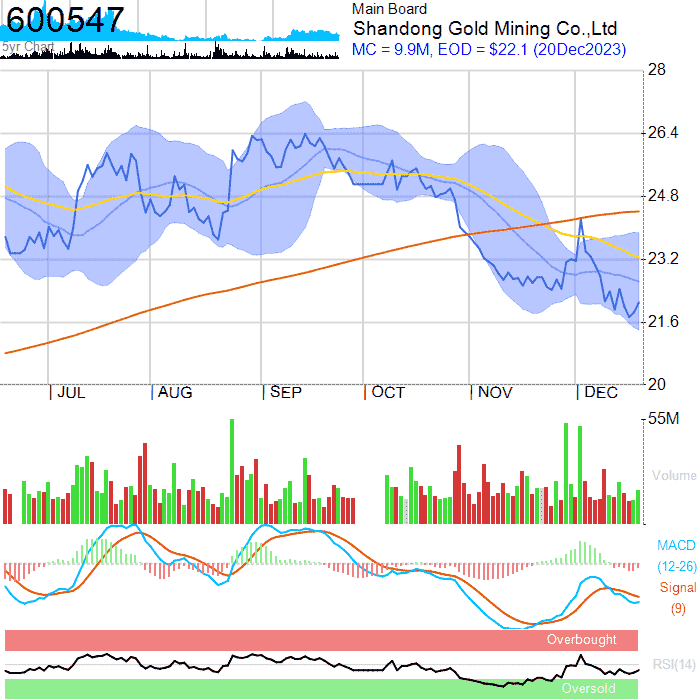 600547
5yr Chart
Main Board
Shandong Gold Mining Co.,Ltd
MC = 9.9M, EOD = $22.1 (20Dec2023)
28
26.4
24.8
23.2
21.6
20
JUL
AUG
SEP
OCT
NOV
DEC
55M
Volume
MACD
(12-26)
Signal
(9)
Overbought
RSI(14)
Oversold